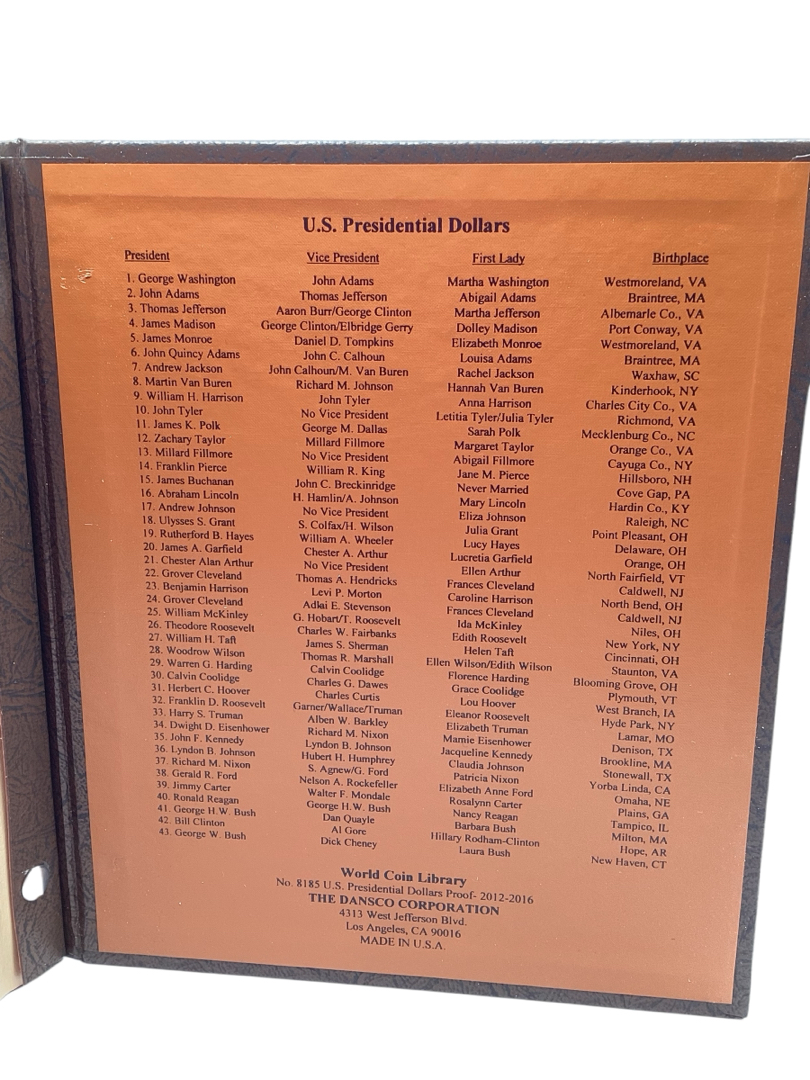 U.S. Presidential Dollars
President Vice President First Lady Birthplace
1. George Washington John Adams Martha Washington Westmoreland, VA
2. John Adams Thomas Jefferson Abigail Adams Braintree, MA
3. Thomas Jefferson Aaron Burr/George Clinton Martha Jefferson Albemarle Co., VA
4. James Madison George Clinton/Elbridge Gerry Dolley Madison Port Conway, VA
5. James Monroe Daniel D. Tompkins Elizabeth Monroe Westmoreland, VA
6. John Quincy Adams John C. Calhoun Louisa Adams Braintree, MA
7. Andrew Jackson John Calhoun/M. Van Buren Rachel Jackson Waxhaw, SC
8. Martin Van Buren Richard M. Johnson Hannah Van Buren Kinderhook, NY
9. William H. Harrison John Tyler Anna Harrison Charles City Co., VA
10. John Tyler No Vice President Letitia Tyler/Julia Tyler Richmond, VA
11. James K. Polk George M. Dallas Sarah Polk Mecklenburg Co., NC
12. Zachary Taylor Millard Fillmore Margaret Taylor Orange Co., VA
13. Millard Fillmore No Vice President Abigail Fillmore Cayuga Co., NY
14. Franklin Pierce William R. King Jane M. Pierce Hillsboro, NH
15. James Buchanan John C. Breckinridge Never Married Cove Gap, PA
16. Abraham Lincoln H. Hamlin/A. Johnson Mary Lincoln Hardin Co., KY
17. Andrew Johnson No Vice President Eliza Johnson Raleigh, NC
18. Ulysses S. Grant S. Colfax/H. Wilson Julia Grant Point Pleasant, OH
19. Rutherford B. Hayes William A. Wheeler Lucy Hayes Delaware, OH
20. James A. Garfield Chester A. Arthur Lucretia Garfield Orange, OH
21. Chester Alan Arthur No Vice President Ellen Arthur North Fairfield, VT
22. Grover Cleveland Thomas A. Hendricks Frances Cleveland Caldwell, NJ
23. Benjamin Harrison Levi P. Morton Caroline Harrison North Bend, OH
24. Grover Cleveland Adlai E. Stevenson Frances Cleveland Caldwell, NJ
25. William McKinley G. Hobart/T. Roosevelt Ida McKinley Niles, OH
26. Theodore Roosevelt Charles W. Fairbanks Edith Roosevelt New York, NY
27. William H. Taft James S. Sherman Helen Taft Cincinnati, OH
28. Woodrow Wilson Thomas R. Marshall Ellen Wilson/Edith Wilson Staunton, VA
29. Warren G. Harding Calvin Coolidge Florence Harding Blooming Grove, OH
30. Calvin Coolidge Charles G. Dawes Grace Coolidge Plymouth, VT
31. Herbert C. Hoover Charles Curtis Lou Hoover West Branch, IA
32. Franklin D. Roosevelt Garner/Wallace/Truman Eleanor Roosevelt Hyde Park, NY
33. Harry S. Truman Alben W. Barkley Elizabeth Truman Lamar, MO
34. Dwight D. Eisenhower Richard M. Nixon Mamie Eisenhower Denison, TX
35. John F. Kennedy Lyndon B. Johnson Jacqueline Kennedy Brookline, MA
36. Lyndon B. Johnson Hubert H. Humphrey Claudia Johnson Stonewall, TX
37. Richard M. Nixon S. Agnew/G. Ford Patricia Nixon Yorba Linda, CA
38. Gerald R. Ford Nelson A. Rockefeller Elizabeth Anne Ford Omaha, NE
39. Jimmy Carter Walter F. Mondale Rosalynn Carter Plains, GA
40. Ronald Reagan George H.W. Bush Nancy Reagan Tampico, IL
41. George H.W. Bush Dan Quayle Barbara Bush Milton, MA
42. Bill Clinton Al Gore Hillary Rodham-Clinton Hope, AR
43. George W. Bush Dick Cheney Laura Bush New Haven, CT
World Coin Library
No. 8185 U.S. Presidential Dollars Proof- 2012-2016
THE DANSCO CORPORATION
4313 West Jefferson Blvd.
Los Angeles, CA 90016
MADE IN U.S.A.